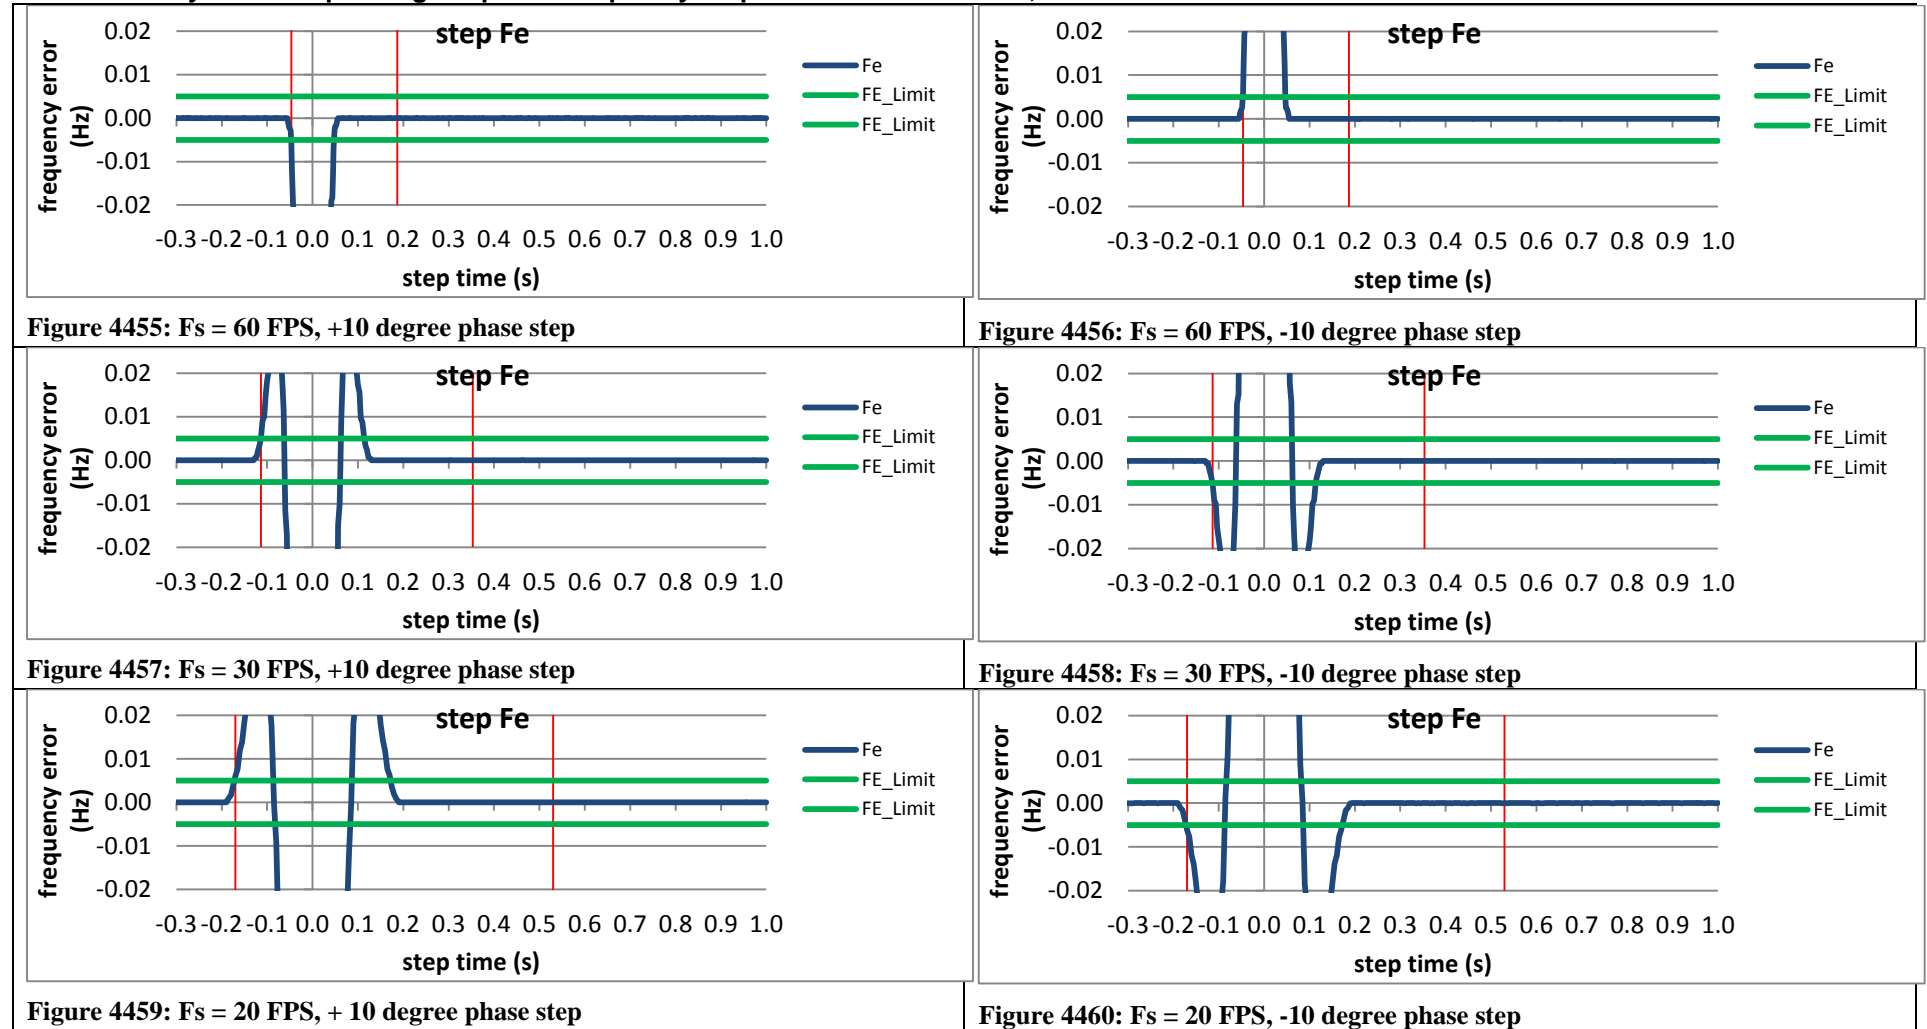 step Fe
0.02
0.01
0.00
-0.01
-0.02
frequency error
(Hz)
-0.3 -0.2 -0.1 0.0 0.1 0.2 0.3 0.4 0.5 0.6 0.7 0.8 0.9 1.0
step time (s)
Fe
FE_Limit
FE_Limit
Figure 4455: Fs = 60 FPS, +10 degree phase step
step Fe
0.02
0.01
0.00
-0.01
-0.02
frequency error
(Hz)
-0.3 -0.2 -0.1 0.0 0.1 0.2 0.3 0.4 0.5 0.6 0.7 0.8 0.9 1.0
step time (s)
Fe
FE_Limit
FE_Limit
Figure 4456: Fs = 60 FPS, -10 degree phase step
step Fe
0.02
0.01
0.00
-0.01
-0.02
frequency error
(Hz)
-0.3 -0.2 -0.1 0.0 0.1 0.2 0.3 0.4 0.5 0.6 0.7 0.8 0.9 1.0
step time (s)
Fe
FE_Limit
FE_Limit
Figure 4457: Fs = 30 FPS, +10 degree phase step
step Fe
0.02
0.01
0.00
-0.01
-0.02
frequency error
(Hz)
-0.3 -0.2 -0.1 0.0 0.1 0.2 0.3 0.4 0.5 0.6 0.7 0.8 0.9 1.0
step time (s)
Fe
FE_Limit
FE_Limit
Figure 4458: Fs = 30 FPS, -10 degree phase step
step Fe
0.02
0.01
0.00
-0.01
-0.02
frequency error
(Hz)
-0.3 -0.2 -0.1 0.0 0.1 0.2 0.3 0.4 0.5 0.6 0.7 0.8 0.9 1.0
step time (s)
Fe
FE_Limit
FE_Limit
Figure 4459: Fs = 20 FPS, + 10 degree phase step
step Fe
0.02
0.01
0.00
-0.01
-0.02
frequency error
(Hz)
-0.3 -0.2 -0.1 0.0 0.1 0.2 0.3 0.4 0.5 0.6 0.7 0.8 0.9 1.0
step time (s)
Fe
FE_Limit
FE_Limit
Figure 4460: Fs = 20 FPS, -10 degree phase step